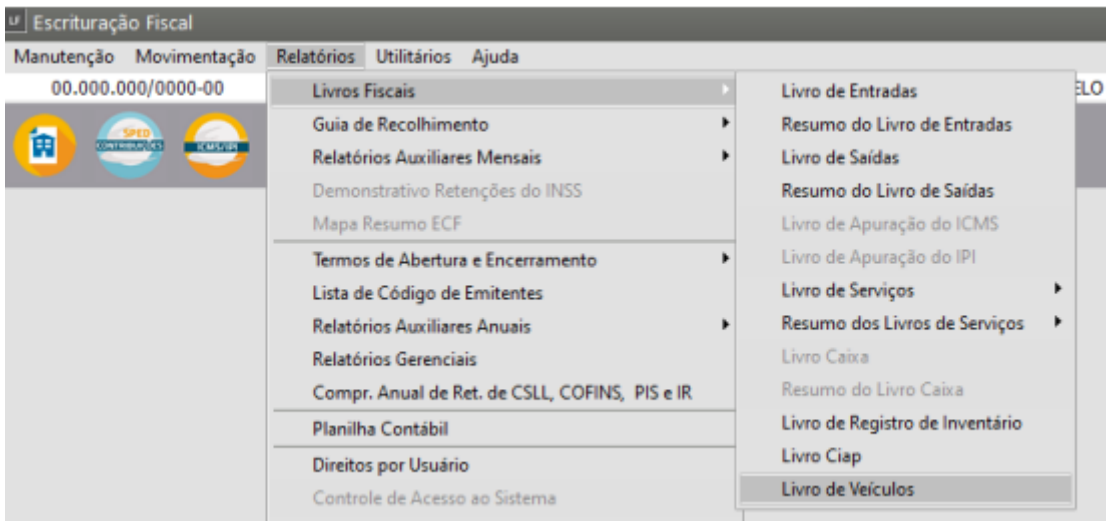 LF Escrituração Fiscal
Manutenção Movimentação Relatórios Utilitários Ajuda
00.000.000/0000-00
ELO
SPED CONTRIBUIÇÕES
ICMS/IPI
Livros Fiscais
Guia de Recolhimento
Relatórios Auxiliares Mensais
Demonstrativo Retenções do INSS
Mapa Resumo ECF
Termos de Abertura e Encerramento
Lista de Código de Emitentes
Relatórios Auxiliares Anuais
Relatórios Gerenciais
Compr. Anual de Ret. de CSLL, COFINS, PIS e IR
Planilha Contábil
Direitos por Usuário
Controle de Acesso ao Sistema
Livro de Entradas
Resumo do Livro de Entradas
Livro de Saídas
Resumo do Livro de Saídas
Livro de Apuração do ICMS
Livro de Apuração do IPI
Livro de Serviços
Resumo dos Livros de Serviços
Livro Caixa
Resumo do Livro Caixa
Livro de Registro de Inventário
Livro Ciap
Livro de Veículos